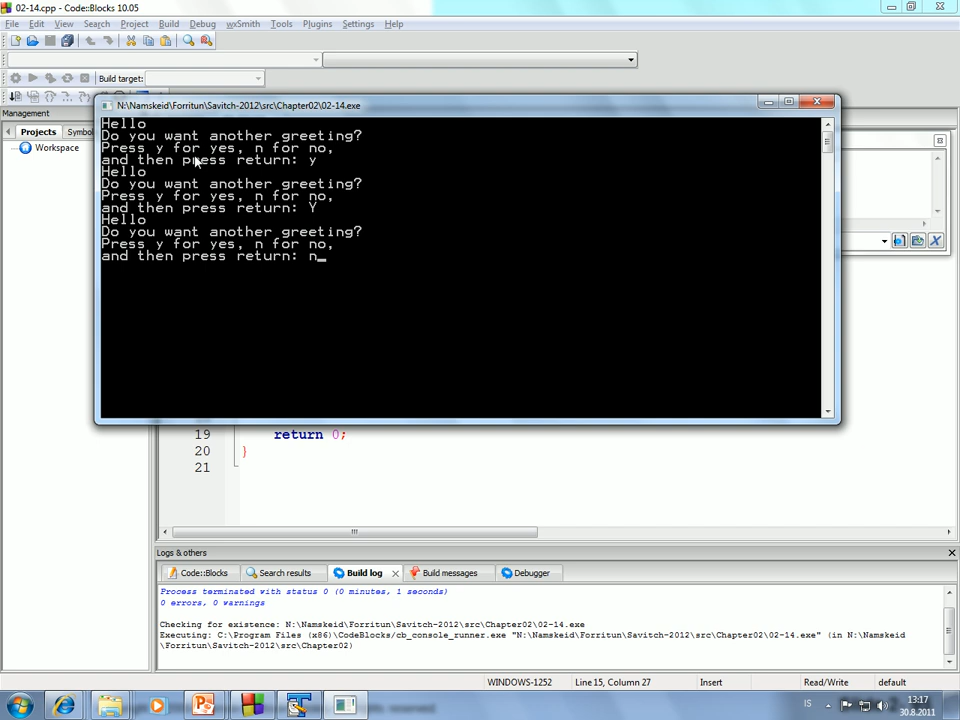 02-14.cpp - Code::Blocks 10.05
File Edit View Search Project Build Debug wxSmith Tools Plugins Settings Help
Build target:
Management
Projects Symbol
Workspace
N:\Namskeid\Forritun\Savitch-2012\src\Chapter02\02-14.exe
Hello
Do you want another greeting?
Press y for yes, n for no,
and then press return: y
Hello
Do you want another greeting?
Press y for yes, n for no,
and then press return: Y
Hello
Do you want another greeting?
Press y for yes, n for no,
and then press return: n_
19 return 0;
20 }
21
Logs & others
Code::Blocks Search results Build log Build messages Debugger
Process terminated with status 0 (0 minutes, 1 seconds)
0 errors, 0 warnings
Checking for existence: N:\Namskeid\Forritun\Savitch-2012\src\Chapter02\02-14.exe
Executing: C:\Program Files (x86)\CodeBlocks/cb_console_runner.exe "N:\Namskeid\Forritun\Savitch-2012\src\Chapter02\02-14.exe" (in N:\Namskeid
\Forritun\Savitch-2012\src\Chapter02)
WINDOWS-1252 Line 15, Column 27 Insert Read/Write default
IS 13:17
30.8.2011